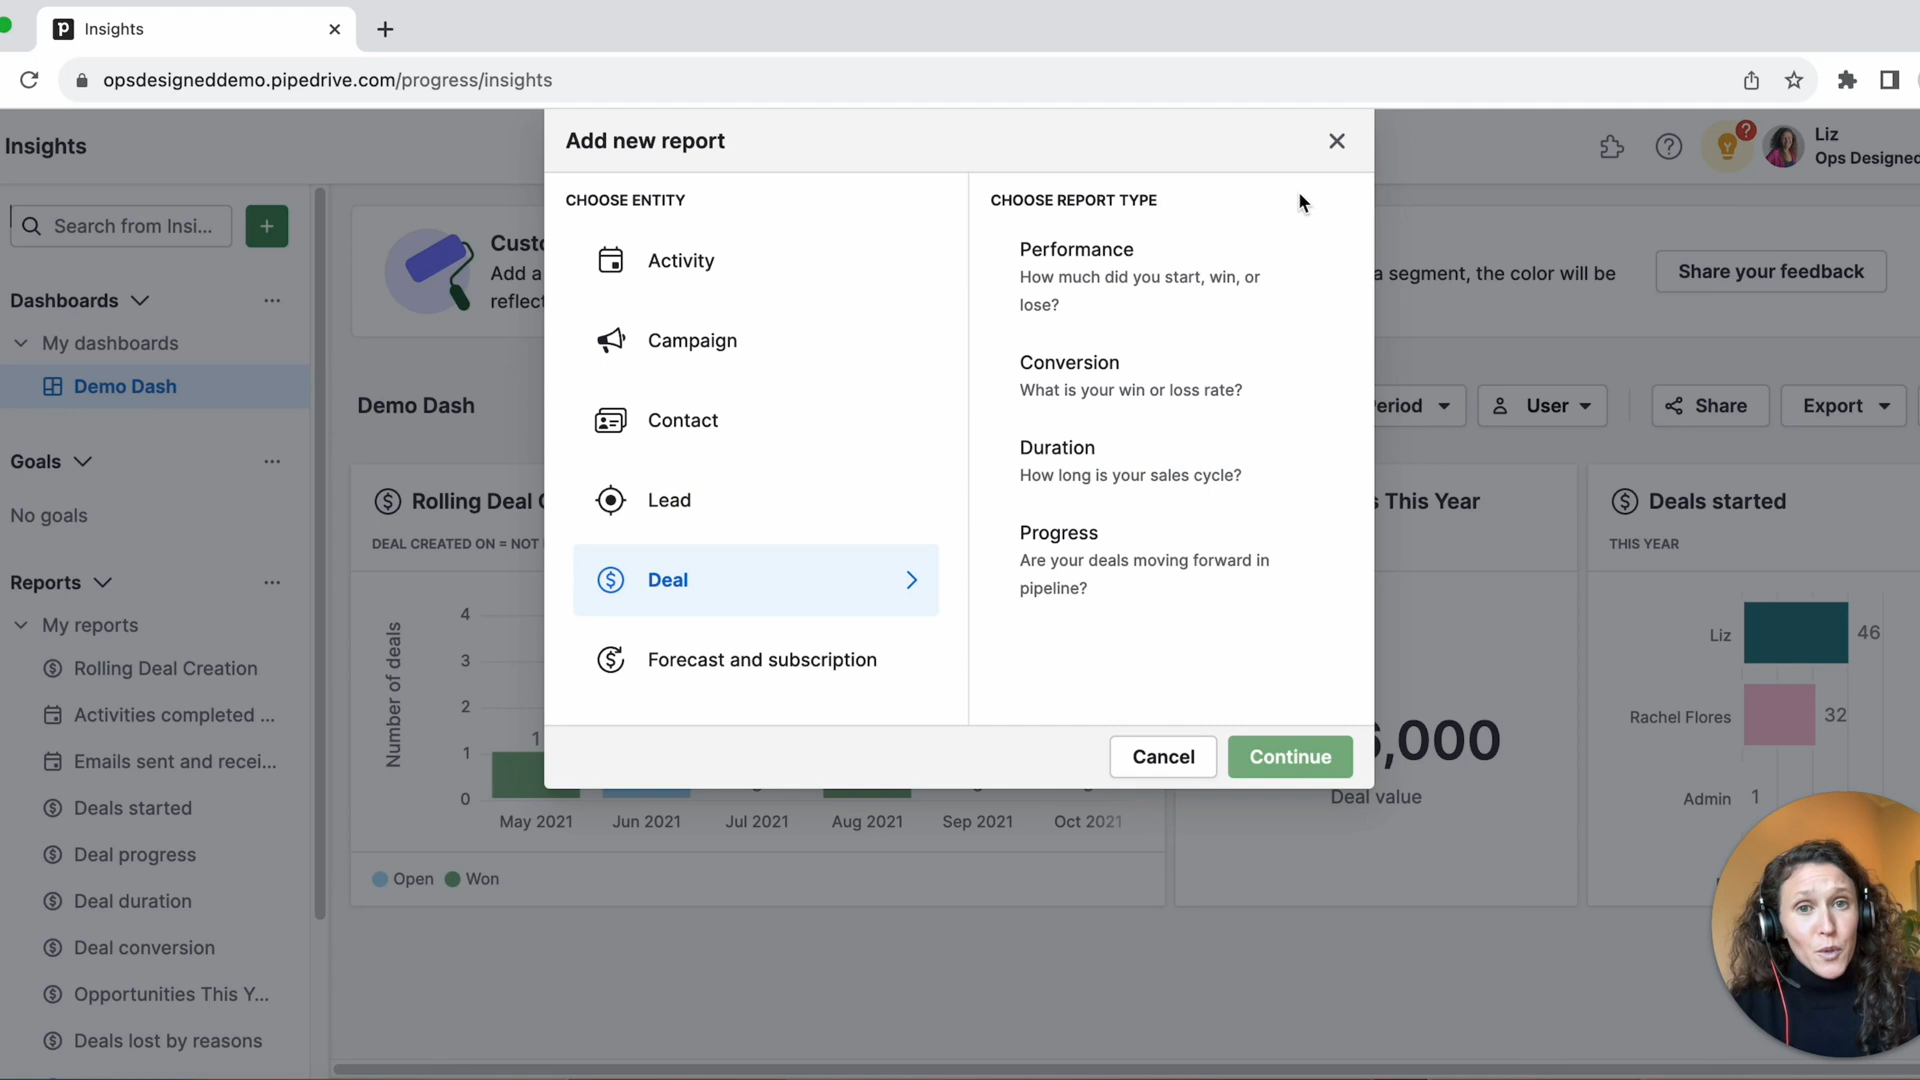 Insights
opsdesigneddemo.pipedrive.com/progress/insights
Insights
Add new report
?
Liz
Ops Designed
Search from Insi...
+
CHOOSE ENTITY
CHOOSE REPORT TYPE
Activity
Campaign
Contact
Lead
Deal
Forecast and subscription
Performance
How much did you start, win, or
lose?
Conversion
What is your win or loss rate?
Duration
How long is your sales cycle?
Progress
Are your deals moving forward in
pipeline?
Cancel
Continue
Add a
reflect
a segment, the color will be
Share your feedback
Dashboards
...
My dashboards
Demo Dash
Goals
...
No goals
Reports
...
My reports
Rolling Deal Creation
Activities completed ...
Emails sent and recei...
Deals started
Deal progress
Deal duration
Deal conversion
Opportunities This Y...
Deals lost by reasons
Demo Dash
User
Share
Export
Rolling Deal
DEAL CREATED ON = NOT
Number of deals
4
3
2
1
0
1
May 2021
Jun 2021
Jul 2021
Aug 2021
Sep 2021
Oct 2021
Open
Won
This Year
,000
Deal value
Deals started
THIS YEAR
Liz
46
Rachel Flores
32
Admin
1